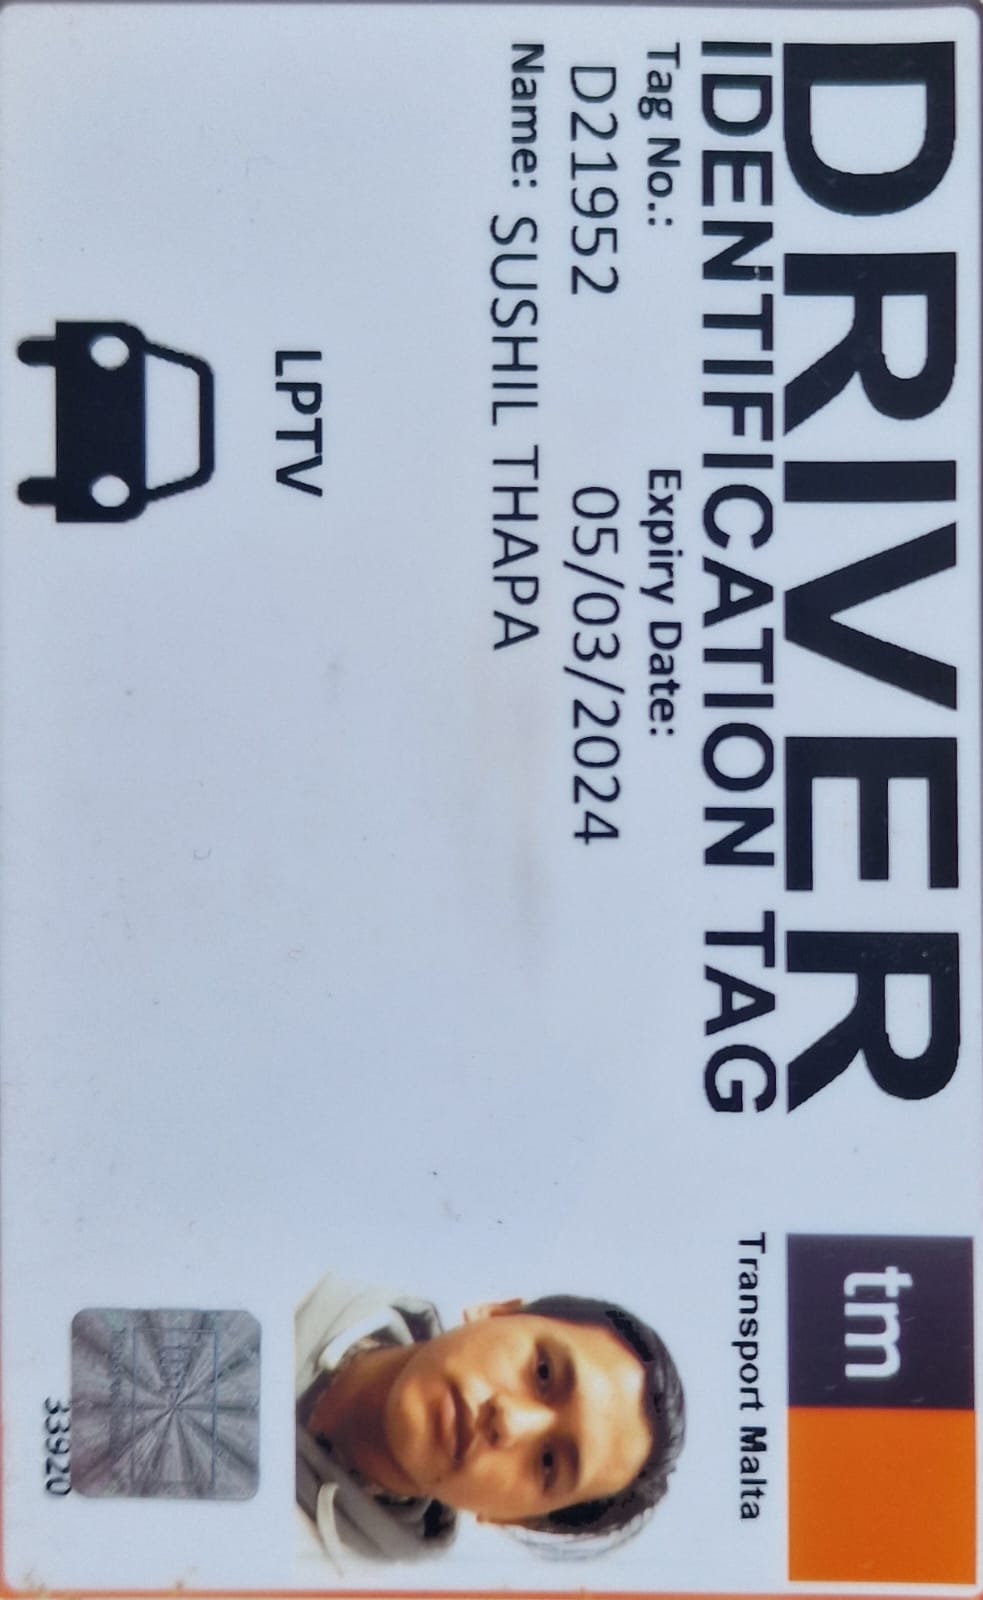 DRIVER
IDENTIFICATION TAG
tm
Transport Malta
Tag No.: Expiry Date:
D21952 05/03/2024
Name: SUSHIL THAPA
LPTV
33920